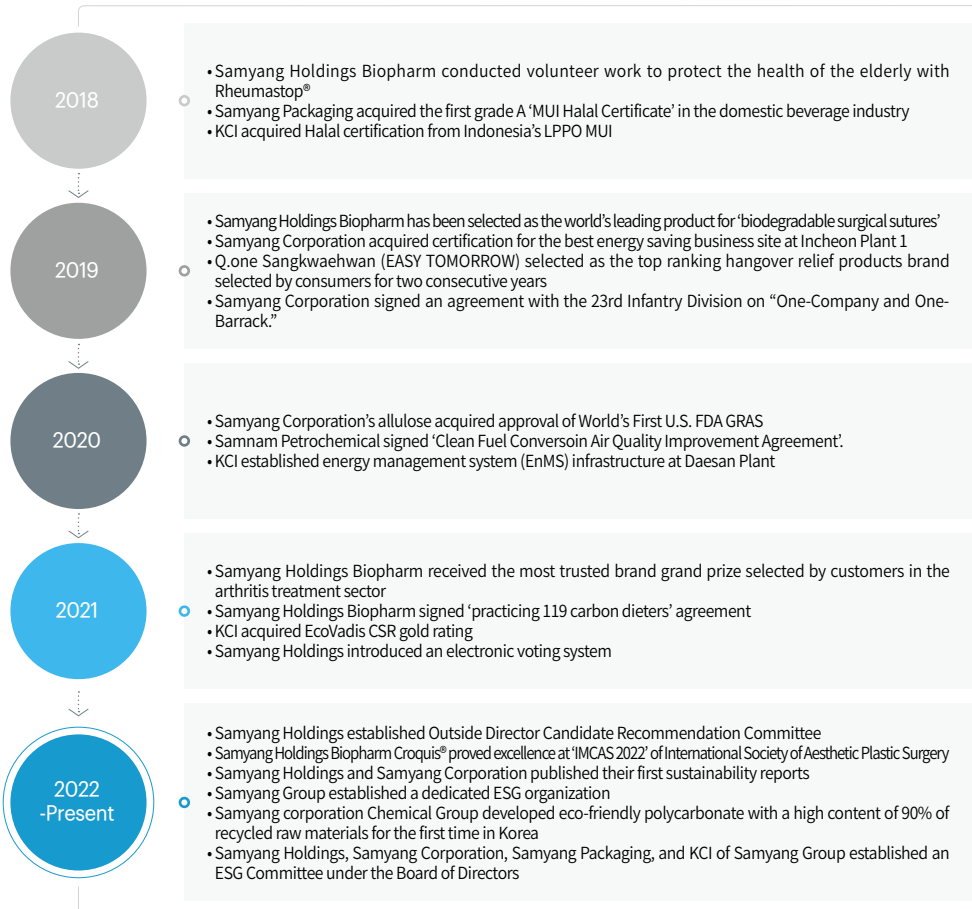 2018
• Samyang Holdings Biopharm conducted volunteer work to protect the health of the elderly with
Rheumastop®
• Samyang Packaging acquired the first grade A ‘MUI Halal Certificate’ in the domestic beverage industry
• KCI acquired Halal certification from Indonesia’s LPPO MUI
2019
• Samyang Holdings Biopharm has been selected as the world’s leading product for ‘biodegradable surgical sutures’
• Samyang Corporation acquired certification for the best energy saving business site at Incheon Plant 1
• Q.one Sangkwaehwan (EASY TOMORROW) selected as the top ranking hangover relief products brand
selected by consumers for two consecutive years
• Samyang Corporation signed an agreement with the 23rd Infantry Division on “One-Company and One-
Barrack.”
2020
• Samyang Corporation’s allulose acquired approval of World’s First U.S. FDA GRAS
• Samnam Petrochemical signed ‘Clean Fuel Conversoin Air Quality Improvement Agreement’.
• KCI established energy management system (EnMS) infrastructure at Daesan Plant
2021
• Samyang Holdings Biopharm received the most trusted brand grand prize selected by customers in the
arthritis treatment sector
• Samyang Holdings Biopharm signed ‘practicing 119 carbon dieters’ agreement
• KCI acquired EcoVadis CSR gold rating
• Samyang Holdings introduced an electronic voting system
2022
-Present
• Samyang Holdings established Outside Director Candidate Recommendation Committee
• Samyang Holdings Biopharm Croquis® proved excellence at ‘IMCAS 2022’ of International Society of Aesthetic Plastic Surgery
• Samyang Holdings and Samyang Corporation published their first sustainability reports
• Samyang Group established a dedicated ESG organization
• Samyang corporation Chemical Group developed eco-friendly polycarbonate with a high content of 90% of
recycled raw materials for the first time in Korea
• Samyang Holdings, Samyang Corporation, Samyang Packaging, and KCI of Samyang Group established an
ESG Committee under the Board of Directors